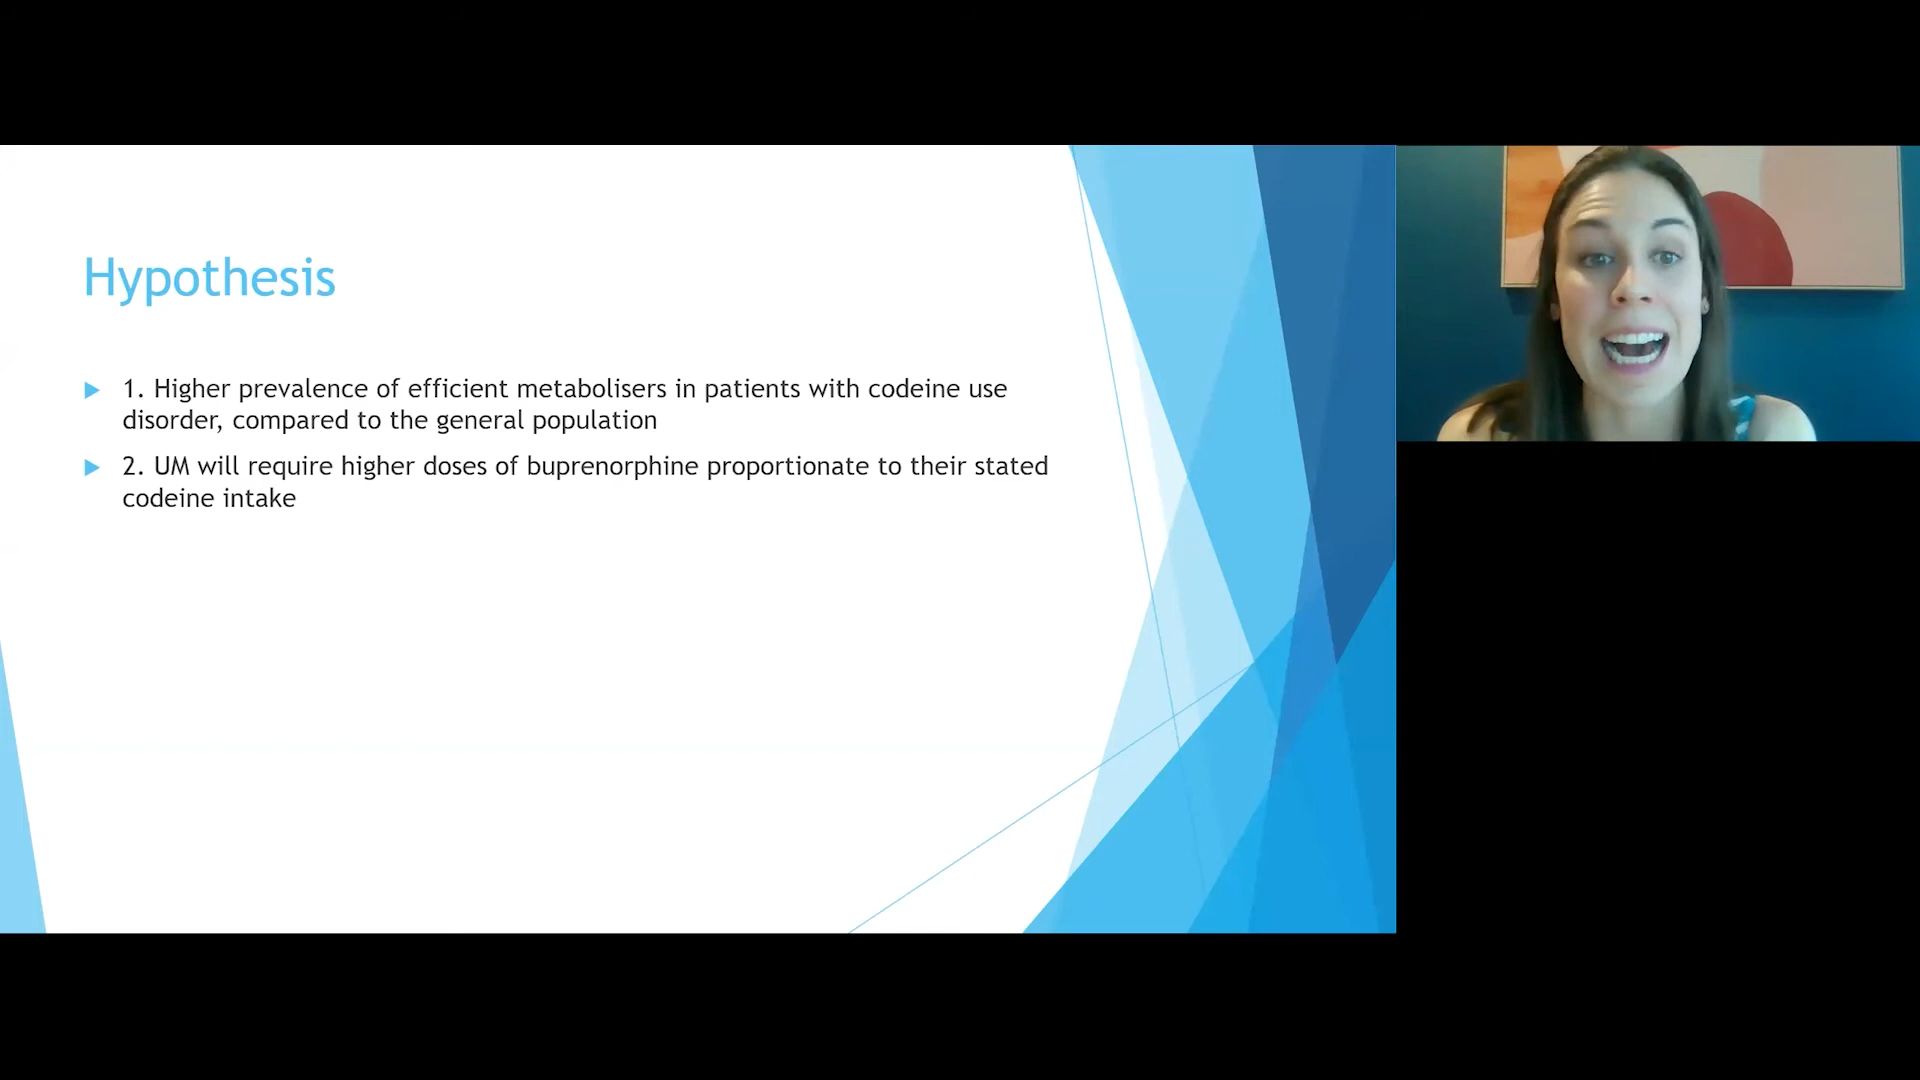 Hypothesis
1. Higher prevalence of efficient metabolisers in patients with codeine use
disorder, compared to the general population
2. UM will require higher doses of buprenorphine proportionate to their stated
codeine intake